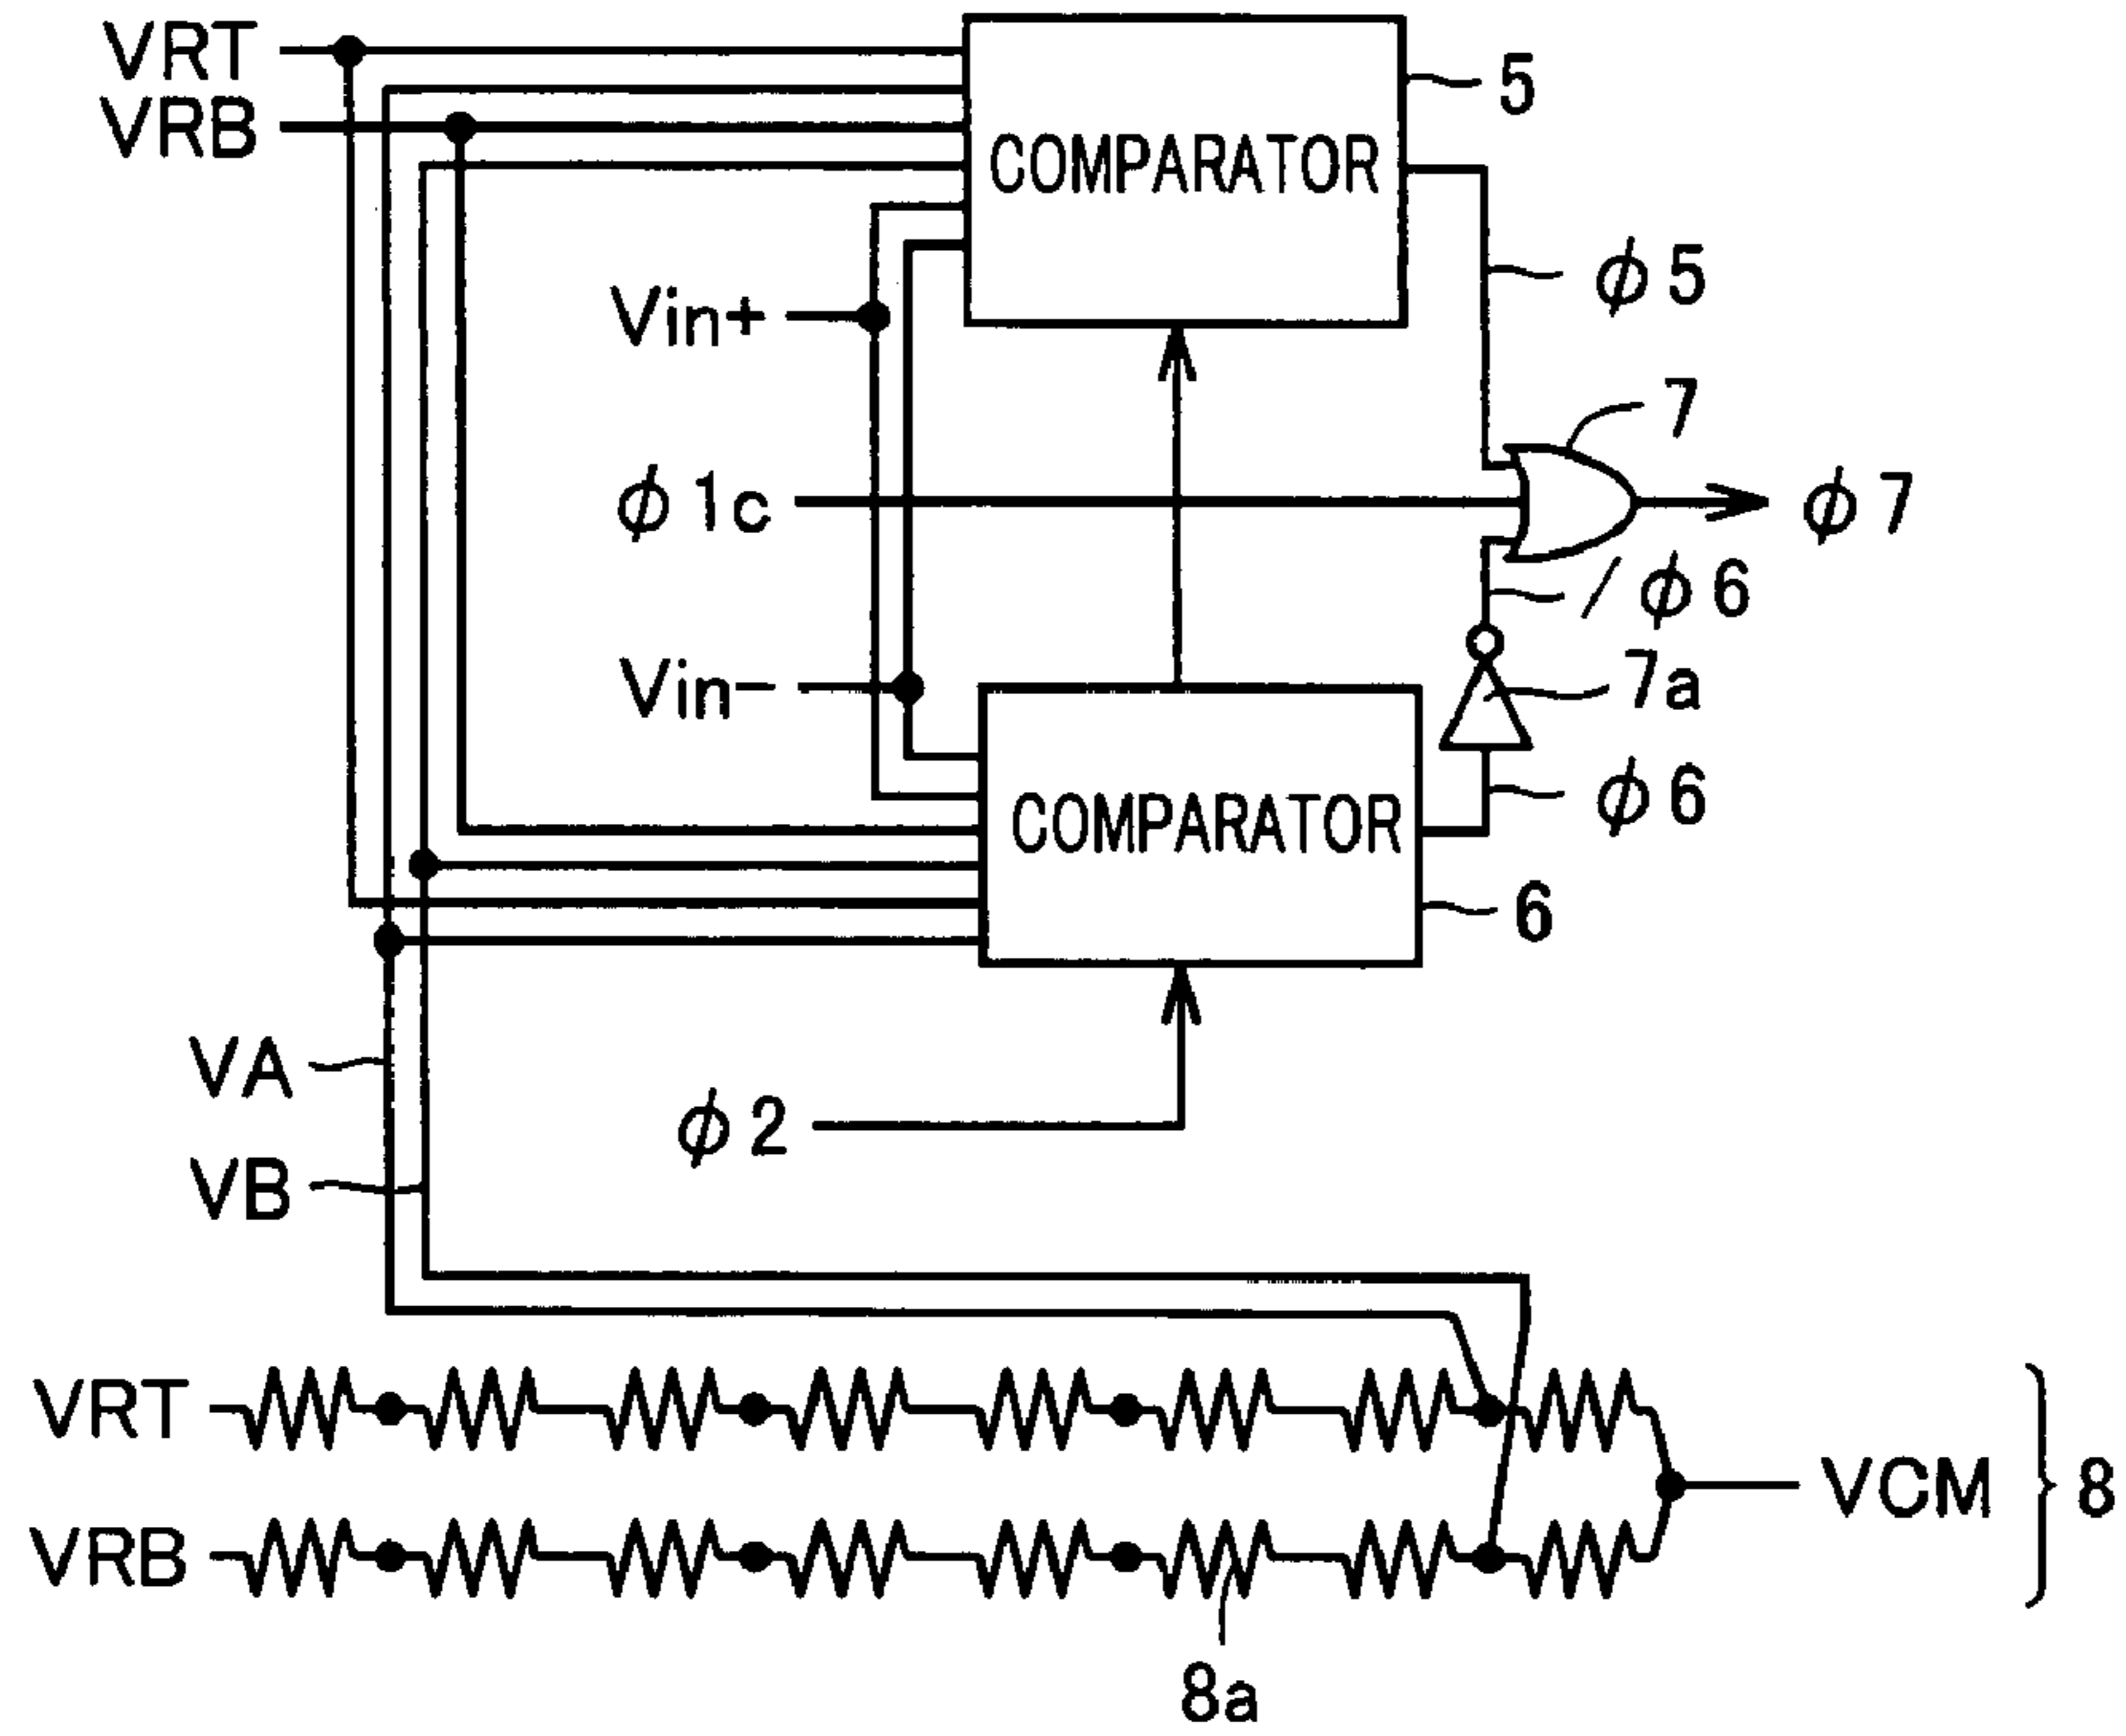 VRT
VRB
COMPARATOR
5
ϕ5
Vin+
7
ϕ1c
ϕ7
/ϕ6
Vin-
7a
COMPARATOR
ϕ6
6
VA
ϕ2
VB
VRT
VCM
8
VRB
8a